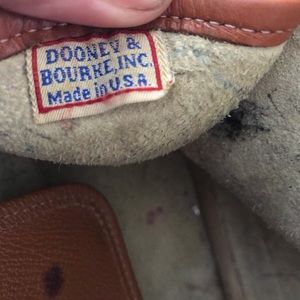 DOONEY &
BOURKE, INC.
Made in U.S.A.